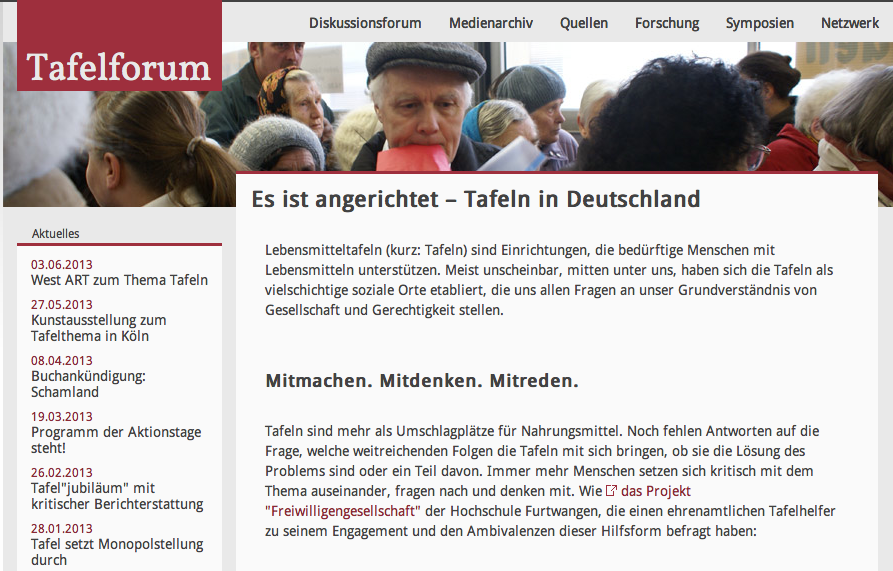 Tafelforum
Diskussionsforum Medienarchiv Quellen Forschung Symposien Netzwerk
Es ist angerichtet – Tafeln in Deutschland
Lebensmitteltafeln (kurz: Tafeln) sind Einrichtungen, die bedürftige Menschen mit
Lebensmitteln unterstützen. Meist unscheinbar, mitten unter uns, haben sich die Tafeln als
vielschichtige soziale Orte etabliert, die uns allen Fragen an unser Grundverständnis von
Gesellschaft und Gerechtigkeit stellen.
Mitmachen. Mitdenken. Mitreden.
Tafeln sind mehr als Umschlagplätze für Nahrungsmittel. Noch fehlen Antworten auf die
Frage, welche weitreichenden Folgen die Tafeln mit sich bringen, ob sie die Lösung des
Problems sind oder ein Teil davon. Immer mehr Menschen setzen sich kritisch mit dem
Thema auseinander, fragen nach und denken mit. Wie das Projekt
"Freiwilligengesellschaft" der Hochschule Furtwangen, die einen ehrenamtlichen Tafelhelfer
zu seinem Engagement und den Ambivalenzen dieser Hilfsform befragt haben:
Aktuelles
03.06.2013
West ART zum Thema Tafeln
27.05.2013
Kunstausstellung zum
Tafelthema in Köln
08.04.2013
Buchankündigung:
Schamland
19.03.2013
Programm der Aktionstage
steht!
26.02.2013
Tafel"jubiläum" mit
kritischer Berichterstattung
28.01.2013
Tafel setzt Monopolstellung
durch